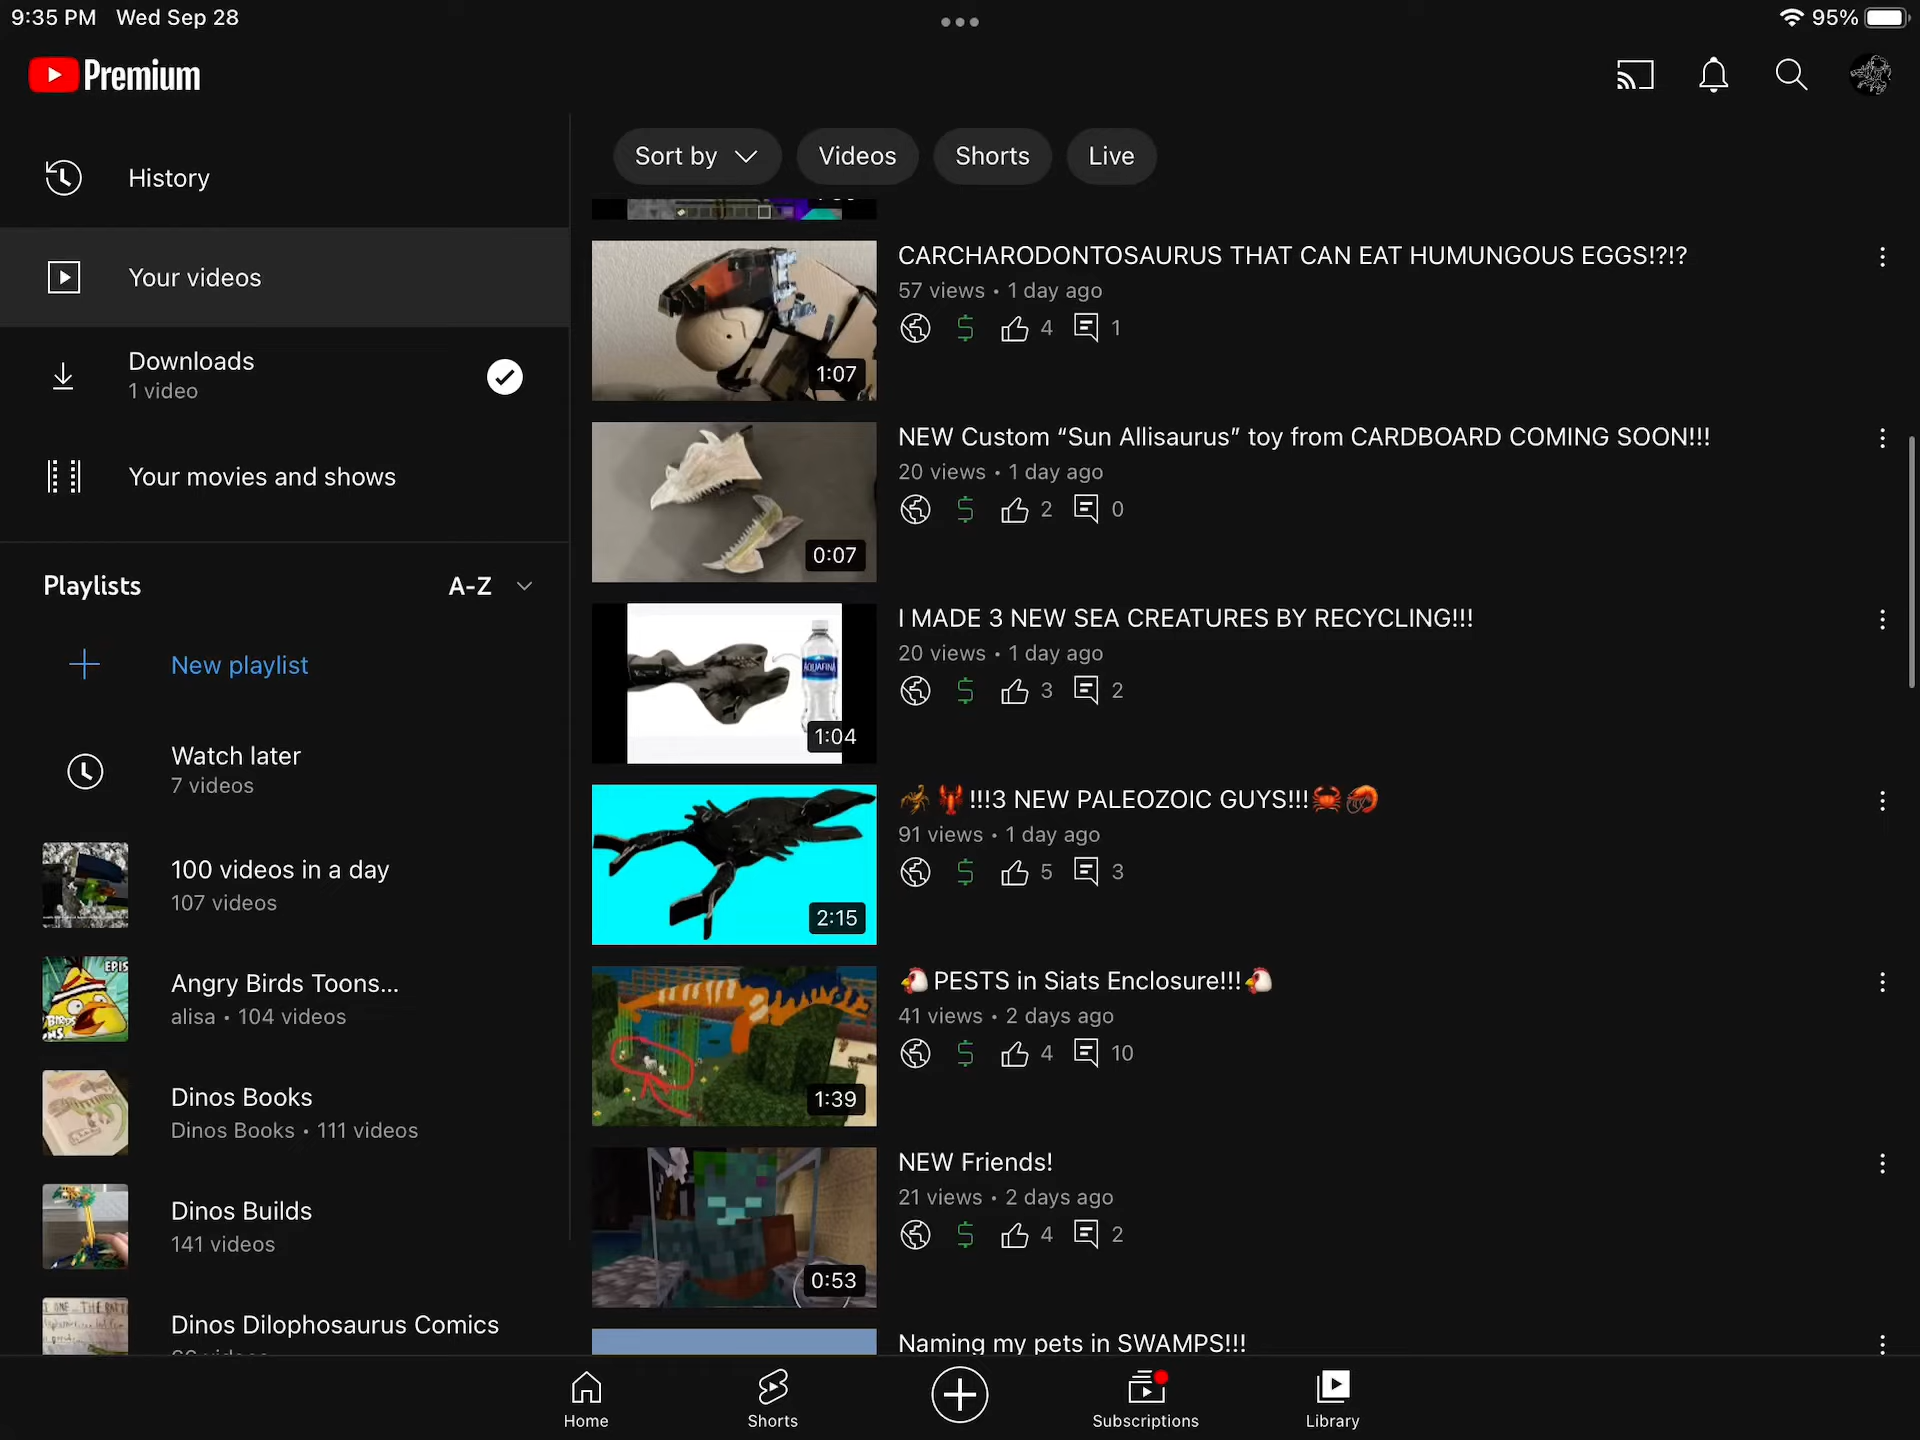 9:35 PM Wed Sep 28
95%
Premium
History
Your videos
Downloads
1 video
Your movies and shows
Playlists
A-Z
New playlist
Watch later
7 videos
100 videos in a day
107 videos
EPIS
BIRDS
Angry Birds Toons...
alisa • 104 videos
Dinos Books
Dinos Books • 111 videos
Dinos Builds
141 videos
Dinos Dilophosaurus Comics
Sort by
Videos
Shorts
Live
CARCHARODONTOSAURUS THAT CAN EAT HUMUNGOUS EGGS!?!?
57 views • 1 day ago
4 1
1:07
NEW Custom “Sun Allisaurus” toy from CARDBOARD COMING SOON!!!
20 views • 1 day ago
2 0
0:07
I MADE 3 NEW SEA CREATURES BY RECYCLING!!!
20 views • 1 day ago
3 2
AQUAFINA
1:04
🦂🦞!!!3 NEW PALEOZOIC GUYS!!!🦀🦐
91 views • 1 day ago
5 3
2:15
🐔PESTS in Siats Enclosure!!!🐔
41 views • 2 days ago
4 10
1:39
NEW Friends!
21 views • 2 days ago
4 2
0:53
Naming my pets in SWAMPS!!!
Home
Shorts
Subscriptions
Library